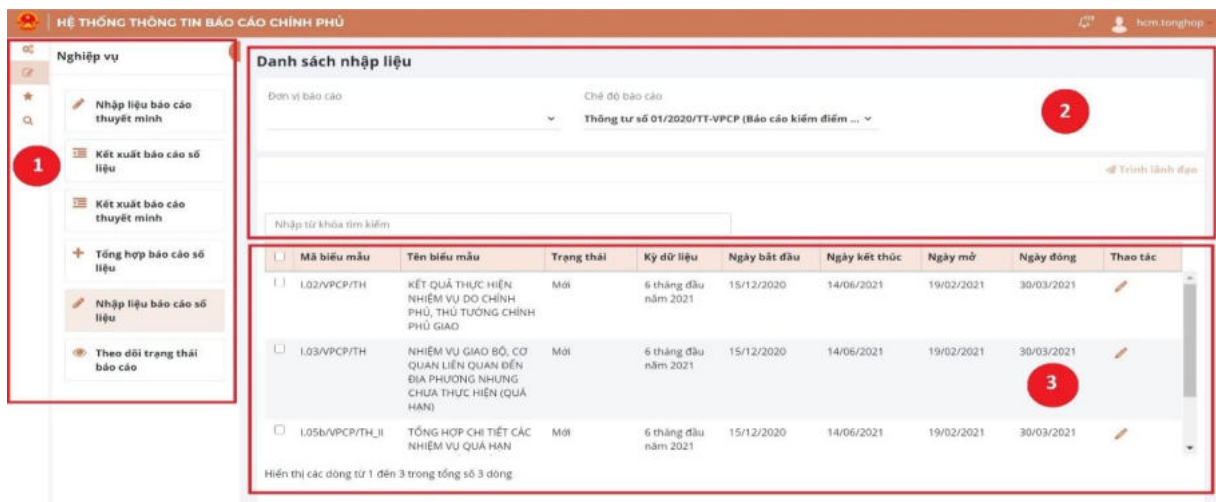 HỆ THỐNG THÔNG TIN BÁO CÁO CHÍNH PHỦ
hcm.tonghop
Nghiệp vụ
Nhập liệu báo cáo
thuyết minh
Kết xuất báo cáo số
liệu
Kết xuất báo cáo
thuyết minh
Tổng hợp báo cáo số
liệu
Nhập liệu báo cáo số
liệu
Theo dõi trạng thái
báo cáo
1
Danh sách nhập liệu
Đơn vị báo cáo
Chế độ báo cáo
Thông tư số 01/2020/TT-VPCP (Báo cáo kiểm điểm ...
2
Trình lãnh đạo
Nhập từ khóa tìm kiếm
Mã biểu mẫu Tên biểu mẫu Trạng thái Kỳ dữ liệu Ngày bắt đầu Ngày kết thúc Ngày mở Ngày đóng Thao tác
I.02/VPCP/TH KẾT QUẢ THỰC HIỆN Mới 6 tháng đầu 15/12/2020 14/06/2021 19/02/2021 30/03/2021
NHIỆM VỤ DO CHÍNH năm 2021
PHỦ, THỦ TƯỚNG CHÍNH
PHỦ GIAO
I.03/VPCP/TH NHIỆM VỤ GIAO BỘ, CƠ Mới 6 tháng đầu 15/12/2020 14/06/2021 19/02/2021 30/03/2021
QUAN LIÊN QUAN ĐẾN năm 2021
ĐỊA PHƯƠNG NHƯNG
CHƯA THỰC HIỆN (QUÁ
HẠN)
3
I.05b/VPCP/TH_II TỔNG HỢP CHI TIẾT CÁC Mới 6 tháng đầu 15/12/2020 14/06/2021 19/02/2021 30/03/2021
NHIỆM VỤ QUÁ HẠN năm 2021
Hiển thị các dòng từ 1 đến 3 trong tổng số 3 dòng